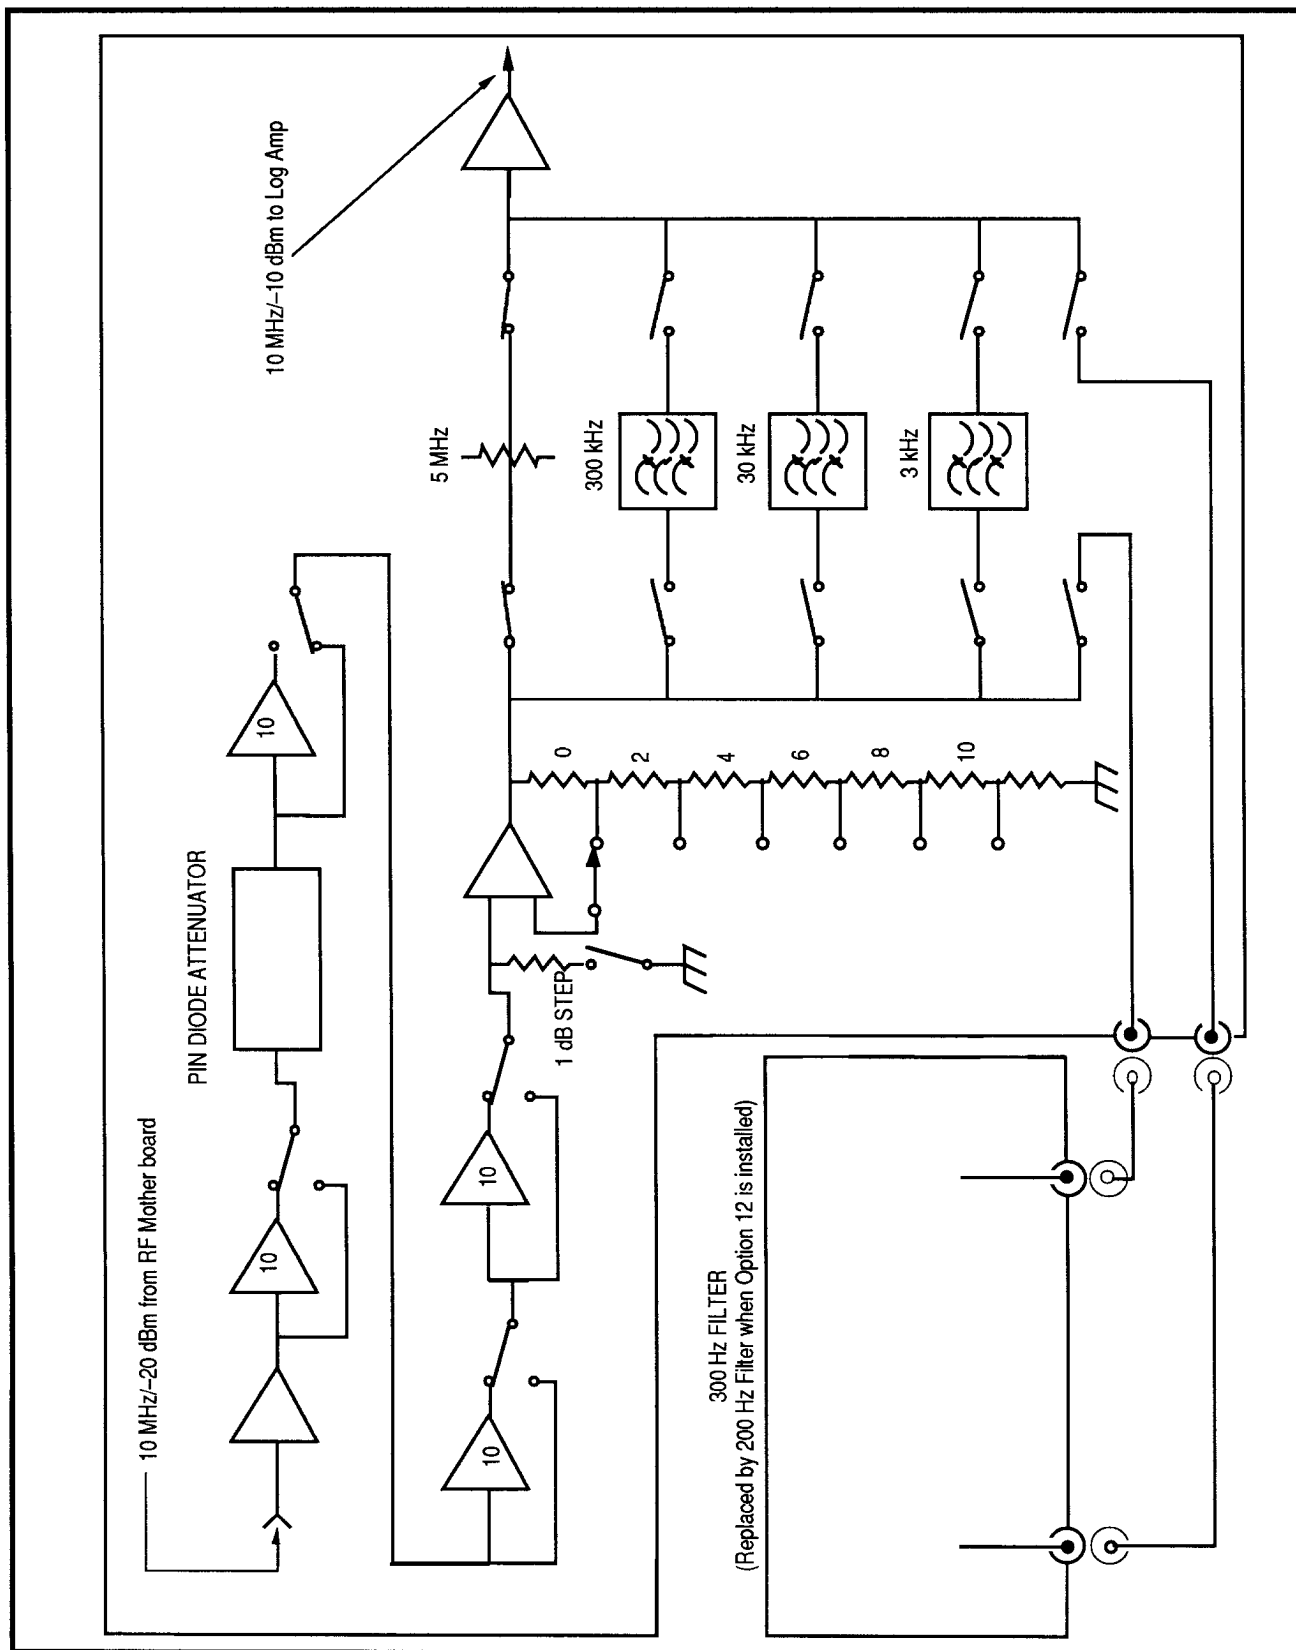 10 MHz/–20 dBm from RF Mother board
PIN DIODE ATTENUATOR
10
10
10 MHz/–10 dBm to Log Amp
10
10
1 dB STEP
0
2
4
6
8
10
5 MHz
300 kHz
30 kHz
3 kHz
300 Hz FILTER
(Replaced by 200 Hz Filter when Option 12 is installed)